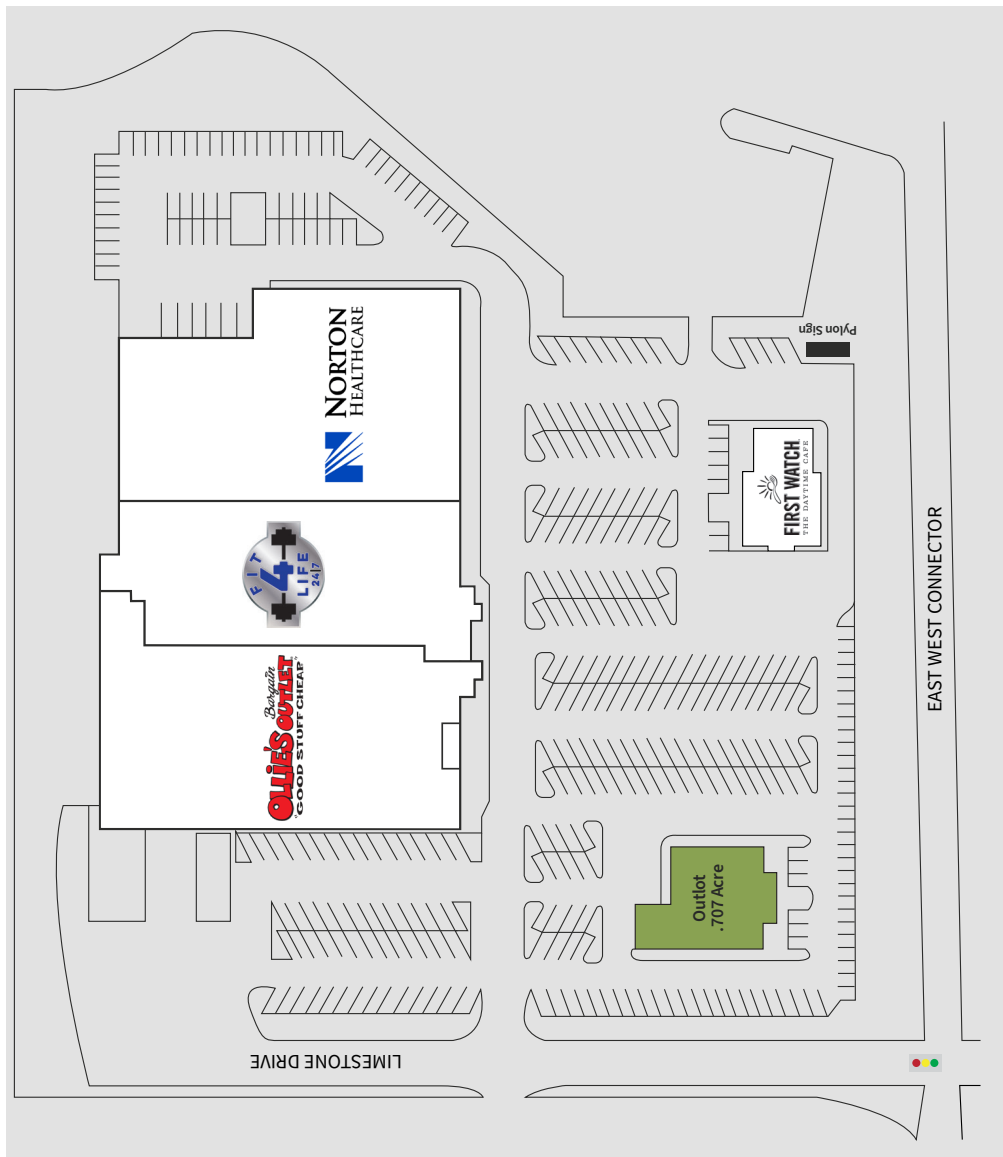 Pylon Sign
NORTON
HEALTHCARE
FIRST WATCH
THE DAYTIME CAFE
FIT
4
LIFE
24|7
EAST WEST CONNECTOR
Bargain
OLLiE'S OUTLET
"GOOD STUFF CHEAP"
Outlot
.707 Acre
LIMESTONE DRIVE